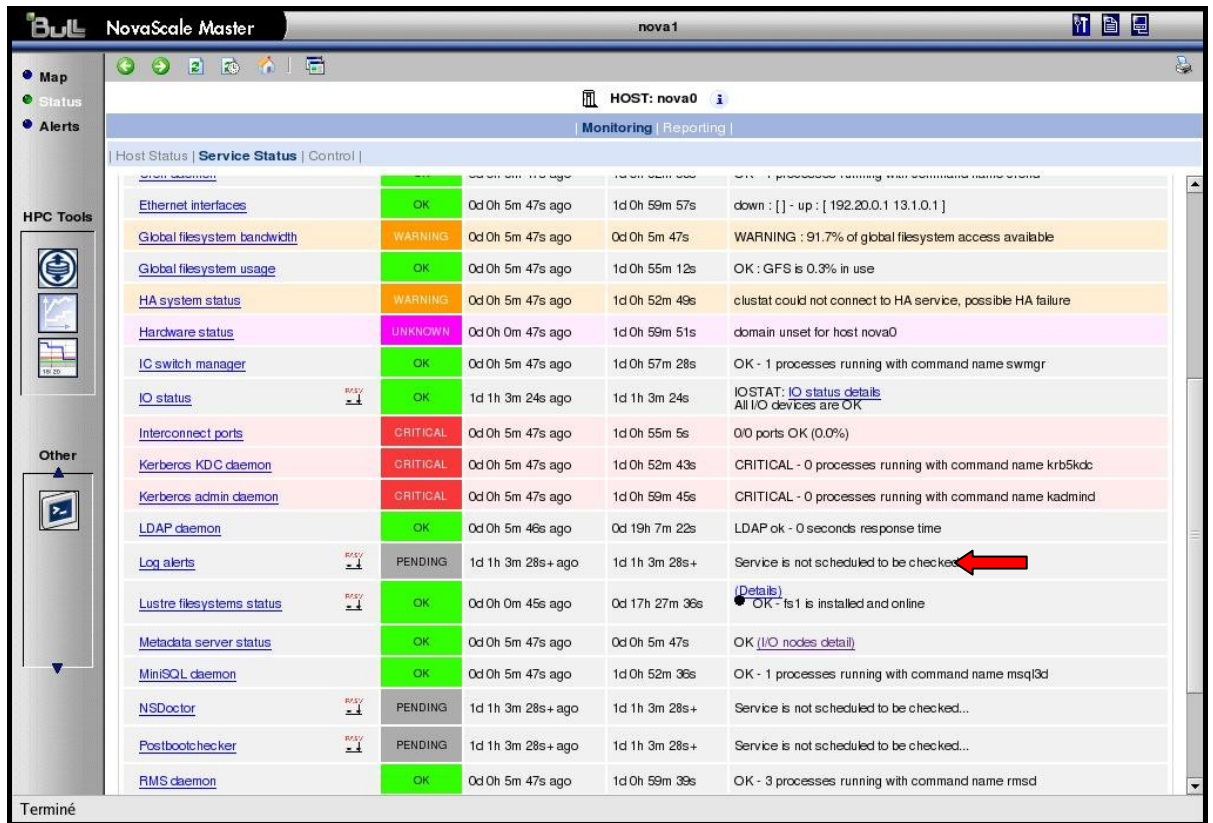 Bull NovaScale Master nova1
HOST: nova0 i
Map
Status
Alerts
| Monitoring | Reporting |
| Host Status | Service Status | Control |
HPC Tools
Other
Ethernet interfaces OK 0d 0h 5m 47s ago 1d 0h 59m 57s down : [ ] - up : [ 192.20.0.1 13.1.0.1 ]
Global filesystem bandwidth WARNING 0d 0h 5m 47s ago 0d 0h 5m 47s WARNING : 91.7% of global filesystem access available
Global filesystem usage OK 0d 0h 5m 47s ago 1d 0h 55m 12s OK : GFS is 0.3% in use
HA system status WARNING 0d 0h 5m 47s ago 1d 0h 52m 49s clustat could not connect to HA service, possible HA failure
Hardware status UNKNOWN 0d 0h 0m 47s ago 1d 0h 59m 51s domain unset for host nova0
IC switch manager OK 0d 0h 5m 47s ago 1d 0h 57m 28s OK - 1 processes running with command name swmgr
IO status OK 1d 1h 3m 24s ago 1d 1h 3m 24s IOSTAT: IO status details
All I/O devices are OK
Interconnect ports CRITICAL 0d 0h 5m 47s ago 1d 0h 55m 5s 0/0 ports OK (0.0%)
Kerberos KDC daemon CRITICAL 0d 0h 5m 47s ago 1d 0h 52m 43s CRITICAL - 0 processes running with command name krb5kdc
Kerberos admin daemon CRITICAL 0d 0h 5m 47s ago 1d 0h 59m 45s CRITICAL - 0 processes running with command name kadmind
LDAP daemon OK 0d 0h 5m 46s ago 0d 19h 7m 22s LDAP ok - 0 seconds response time
Log alerts PENDING 1d 1h 3m 28s+ ago 1d 1h 3m 28s+ Service is not scheduled to be checked
Lustre filesystems status OK 0d 0h 0m 45s ago 0d 17h 27m 36s (Details)
OK - fs1 is installed and online
Metadata server status OK 0d 0h 5m 47s ago 0d 0h 5m 47s OK (I/O nodes detail)
MiniSQL daemon OK 0d 0h 5m 47s ago 1d 0h 52m 36s OK - 1 processes running with command name msql3d
NSDoctor PENDING 1d 1h 3m 28s+ ago 1d 1h 3m 28s+ Service is not scheduled to be checked...
Postbootchecker PENDING 1d 1h 3m 28s+ ago 1d 1h 3m 28s+ Service is not scheduled to be checked...
RMS daemon OK 0d 0h 5m 47s ago 1d 0h 59m 39s OK - 3 processes running with command name rmsd
Terminé